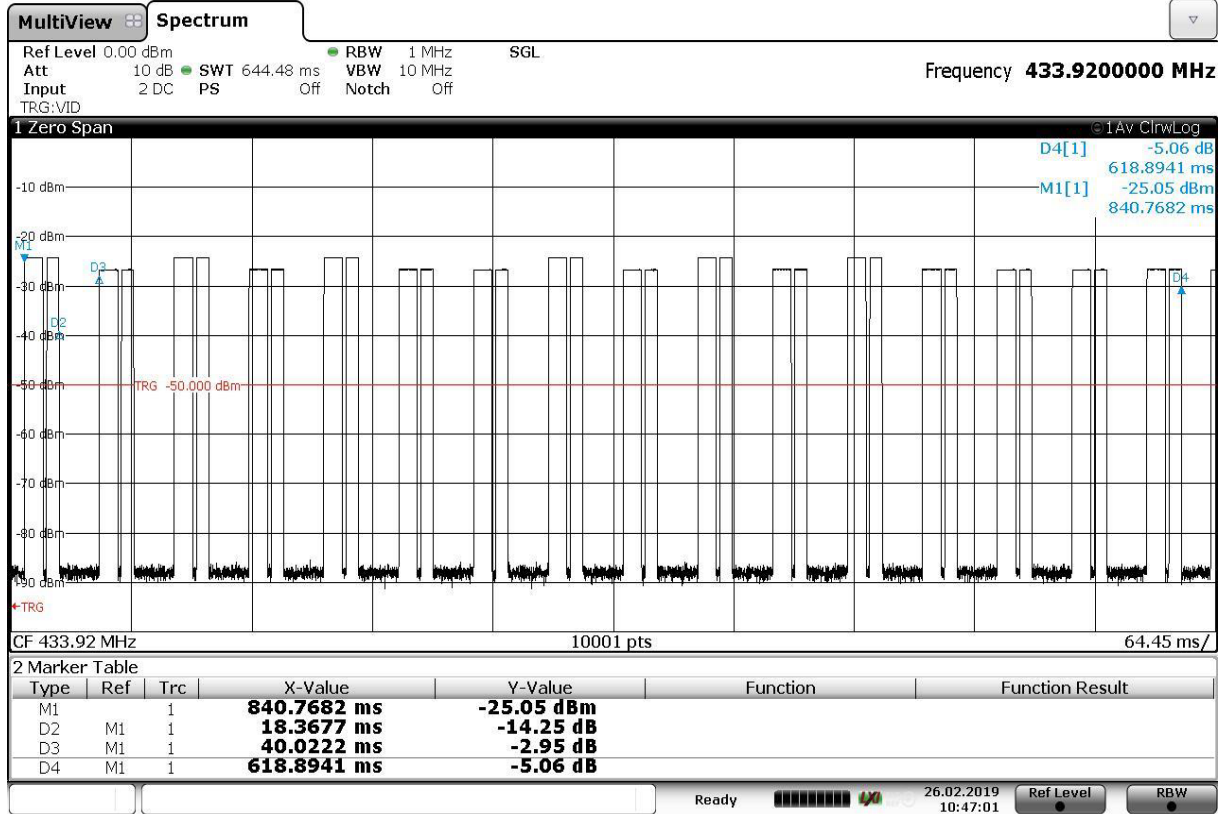 MultiView Spectrum
Ref Level 0.00 dBm RBW 1 MHz SGL
Att 10 dB SWT 644.48 ms VBW 10 MHz
Frequency 433.9200000 MHz
Input 2 DC PS Off Notch Off
TRG:VID
1 Zero Span 1Av ClrwLog
D4[1] -5.06 dB
618.8941 ms
-10 dBm M1[1] -25.05 dBm
840.7682 ms
-20 dBm
M1
D3
D4
-30 dBm
D2
-40 dBm
-50 dBm TRG -50.000 dBm
-60 dBm
-70 dBm
-80 dBm
-90 dBm
TRG
CF 433.92 MHz 10001 pts 64.45 ms/
2 Marker Table
Type Ref Trc X-Value Y-Value Function Function Result
M1 1 840.7682 ms -25.05 dBm
D2 M1 1 18.3677 ms -14.25 dB
D3 M1 1 40.0222 ms -2.95 dB
D4 M1 1 618.8941 ms -5.06 dB
Ready LXI 26.02.2019 Ref Level RBW
10:47:01